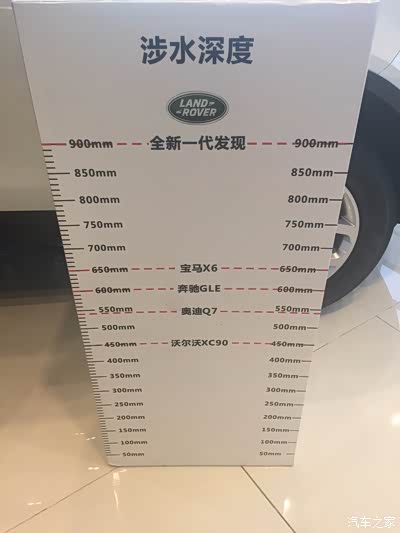 涉水深度
LAND ROVER
900mm 全新一代发现 900mm
850mm 850mm
800mm 800mm
750mm 750mm
700mm 700mm
650mm 宝马X6 650mm
600mm 奔驰GLE 600mm
550mm 奥迪Q7 550mm
500mm 500mm
450mm 沃尔沃XC90 450mm
400mm 400mm
350mm 350mm
300mm 300mm
250mm 250mm
200mm 200mm
150mm 150mm
100mm 100mm
50mm 50mm
汽车之家